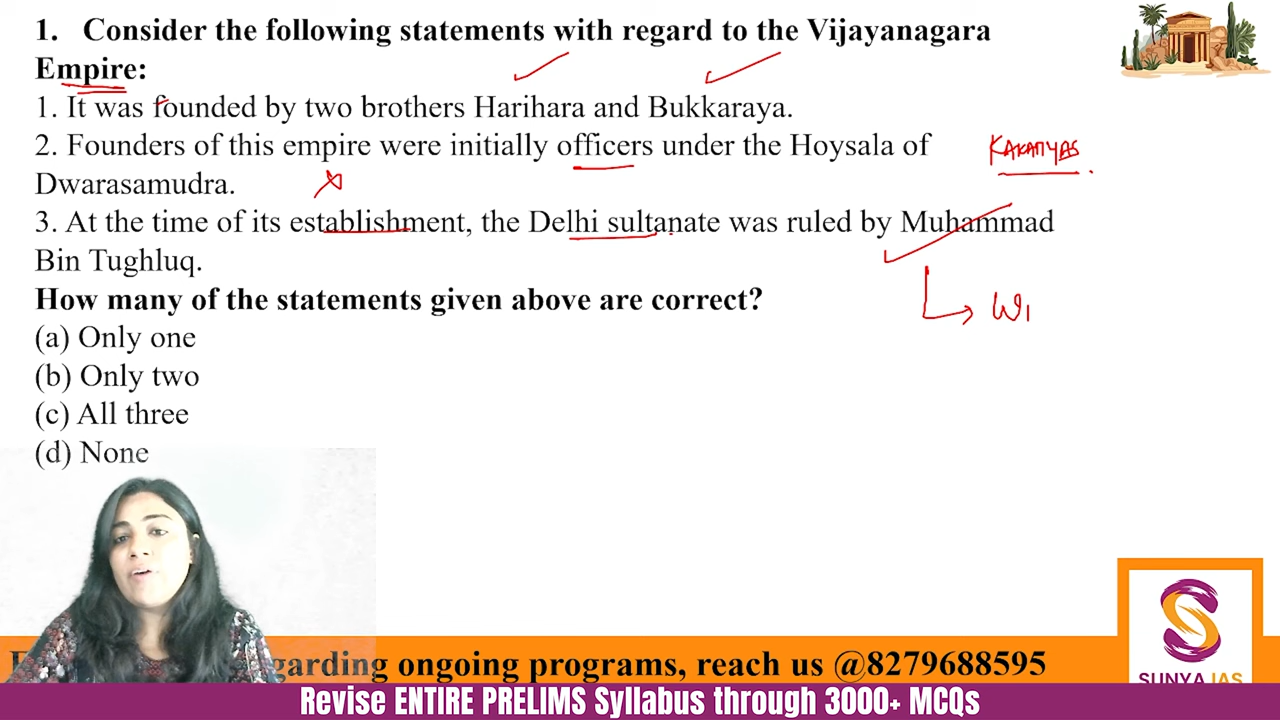 1. Consider the following statements with regard to the Vijayanagara
Empire:
1. It was founded by two brothers Harihara and Bukkaraya.
2. Founders of this empire were initially officers under the Hoysala of
KAKATIYAS
Dwarasamudra.
3. At the time of its establishment, the Delhi sultanate was ruled by Muhammad
Bin Tughluq.
How many of the statements given above are correct?
(a) Only one
(b) Only two
(c) All three
(d) None
garding ongoing programs, reach us @8279688595
SUNYA IAS
Revise ENTIRE PRELIMS Syllabus through 3000+ MCQs